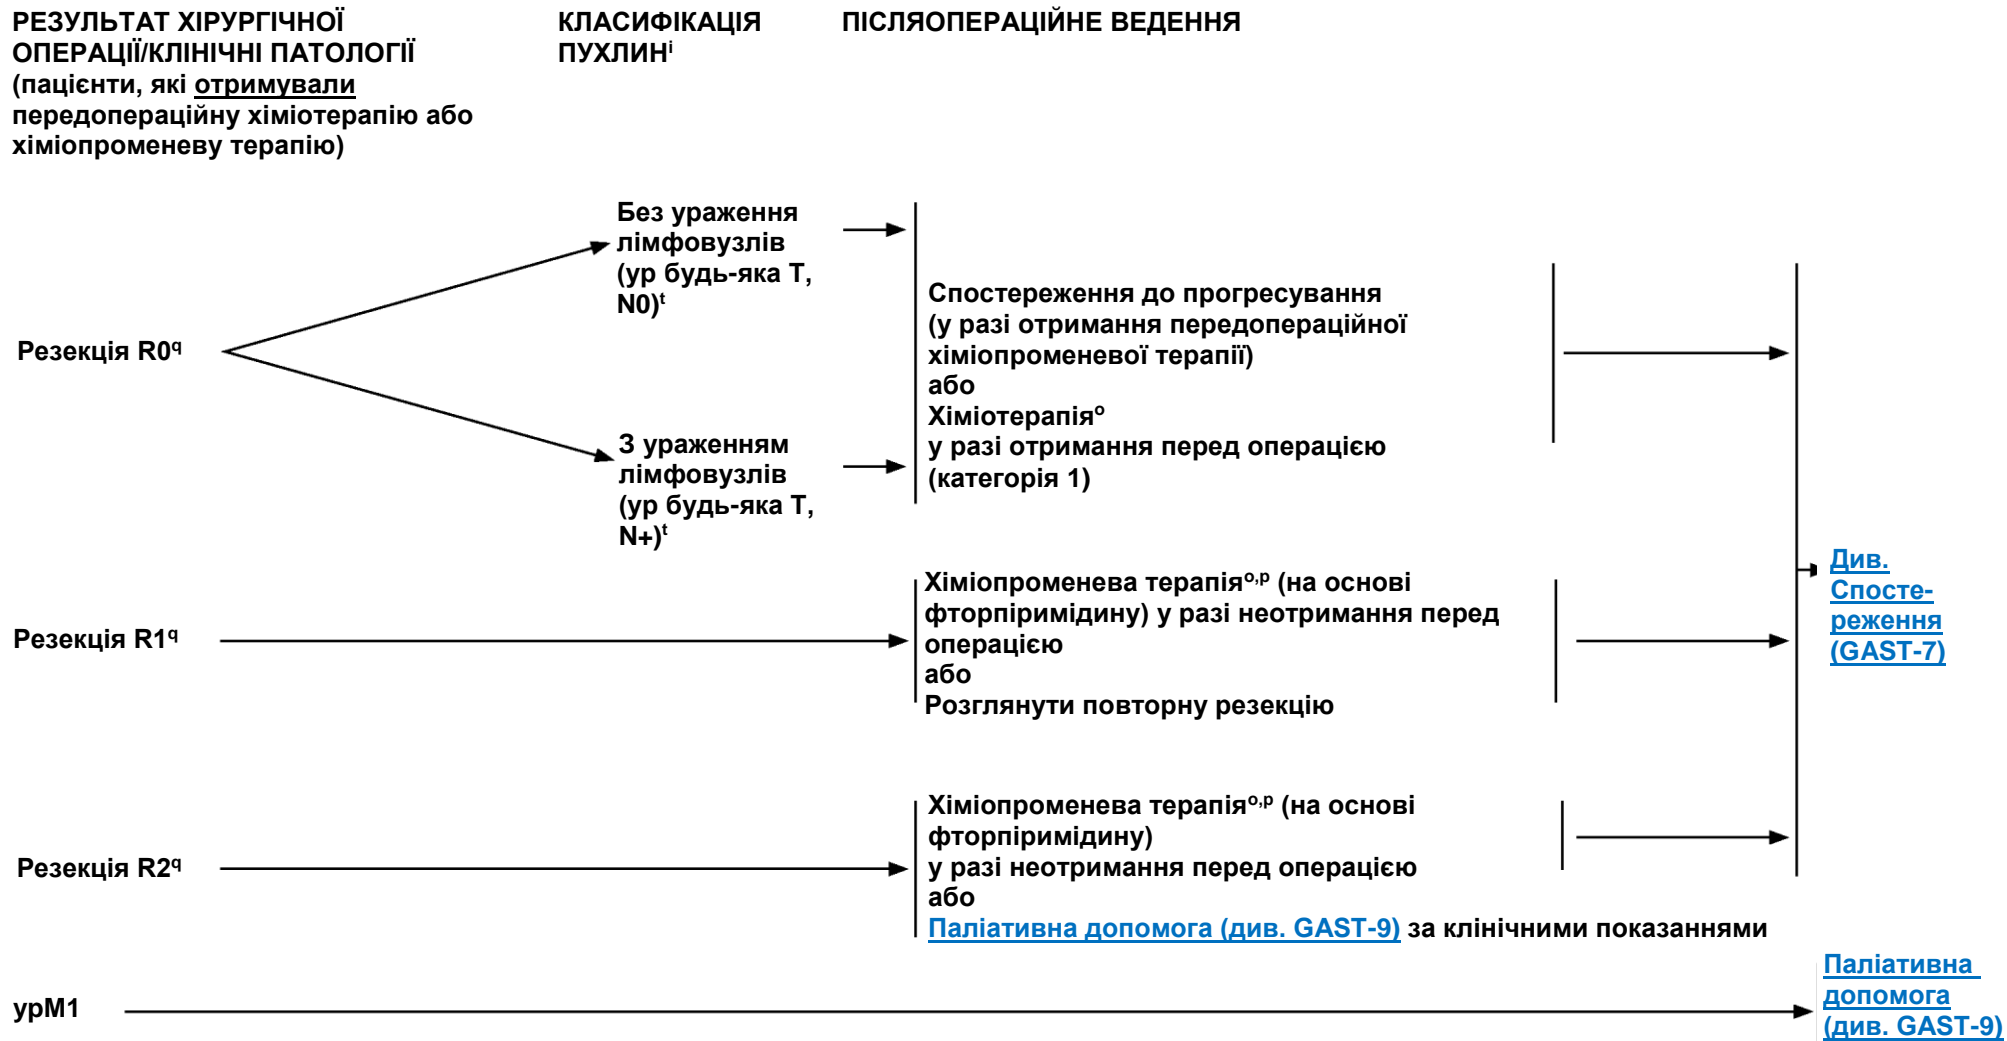 РЕЗУЛЬТАТ ХІРУРГІЧНОЇ
ОПЕРАЦІЇ/КЛІНІЧНІ ПАТОЛОГІЇ
(пацієнти, які отримували
передопераційну хіміотерапію або
хіміопроменеву терапію)
КЛАСИФІКАЦІЯ
ПУХЛИНⁱ
ПІСЛЯОПЕРАЦІЙНЕ ВЕДЕННЯ
Без ураження
лімфовузлів
(ур будь-яка Т,
N0)ᵗ
Резекція R0q
З ураженням
лімфовузлів
(ур будь-яка Т,
N+)ᵗ
Спостереження до прогресування
(у разі отримання передопераційної
хіміопроменевої терапії)
або
Хіміотерапіяᵒ
у разі отримання перед операцією
(категорія 1)
Резекція R1q
Хіміопроменева терапіяᵒ,ᵖ (на основі
фторпіримідину) у разі неотримання перед
операцією
або
Розглянути повторну резекцію
Див.
Спосте-
реження
(GAST-7)
Резекція R2q
Хіміопроменева терапіяᵒ,ᵖ (на основі
фторпіримідину)
у разі неотримання перед операцією
або
Паліативна допомога (див. GAST-9) за клінічними показаннями
урМ1
Паліативна
допомога
(див. GAST-9)